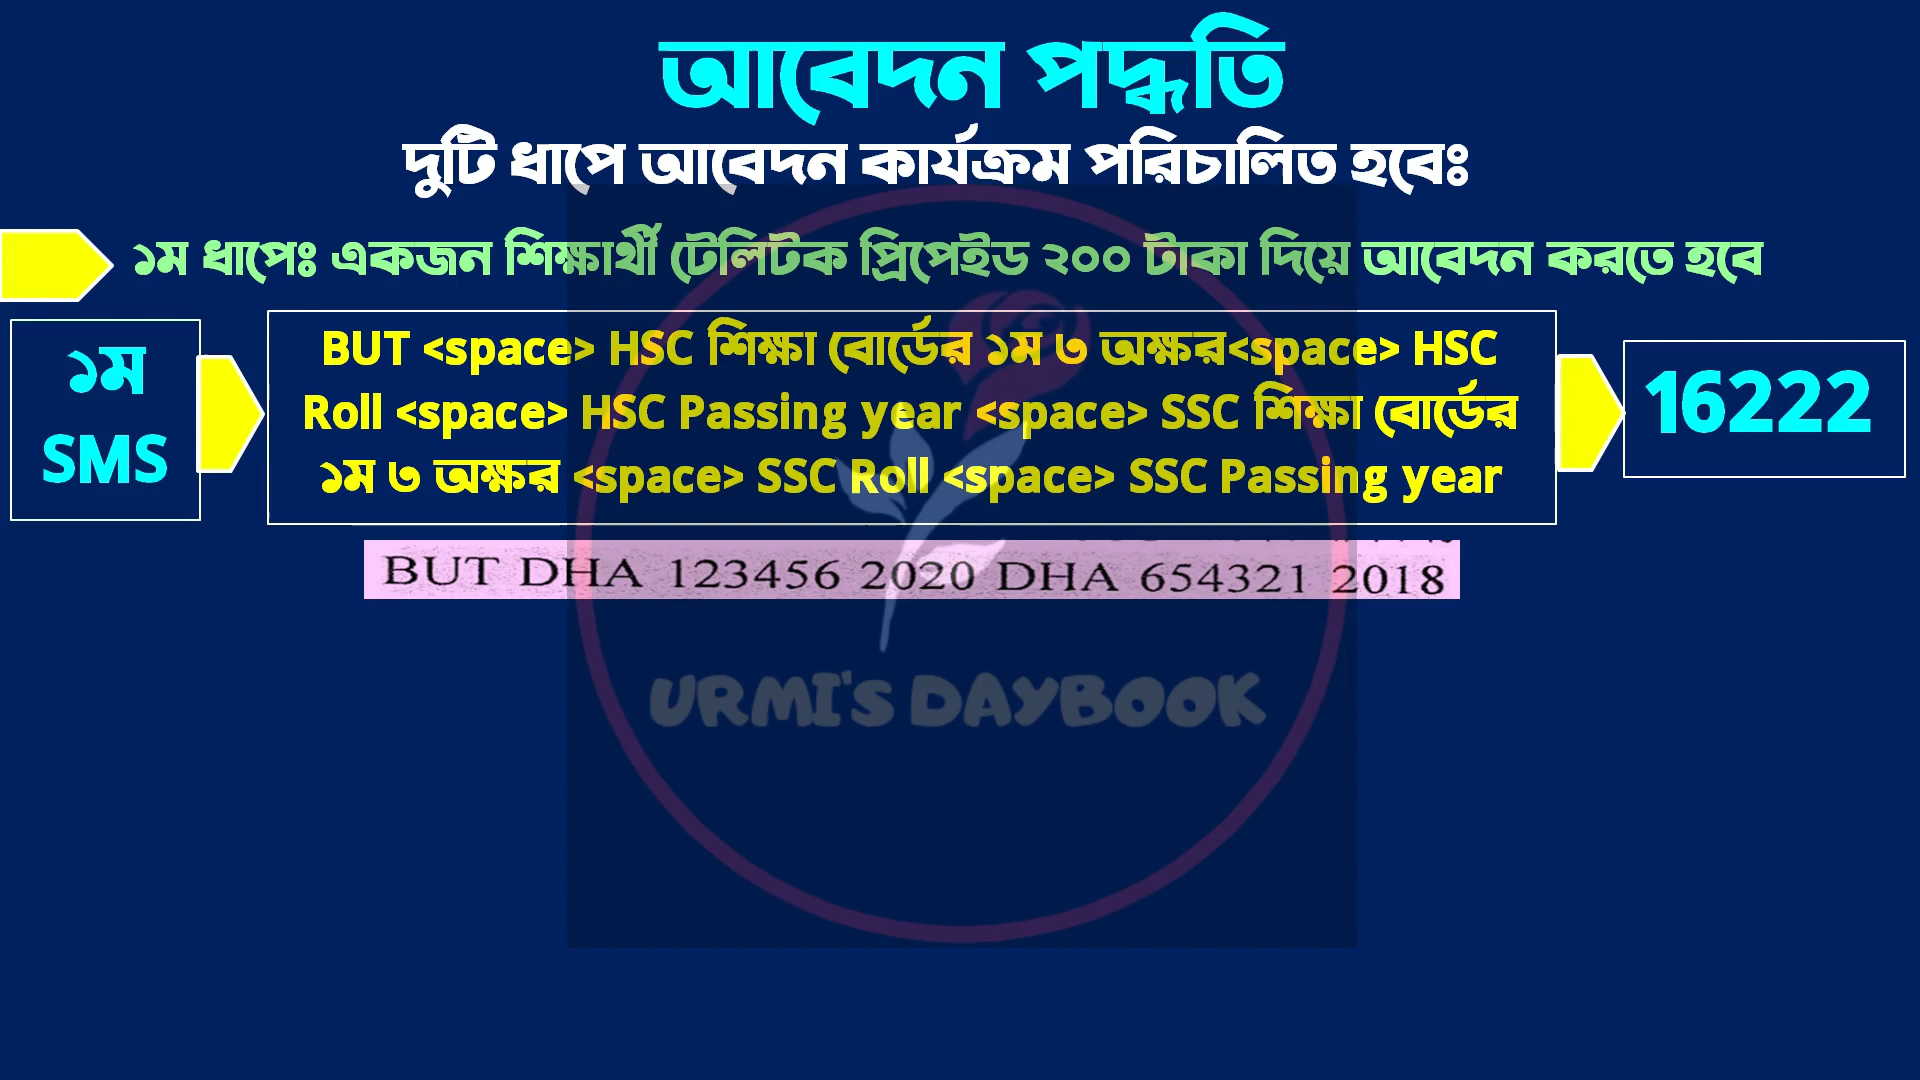 আবেদন পদ্ধতি
দুটি ধাপে আবেদন কার্যক্রম পরিচালিত হবেঃ
১ম ধাপেঃ একজন শিক্ষার্থী টেলিটক প্রিপেইড ২০০ টাকা দিয়ে আবেদন করতে হবে
১ম
SMS
BUT <space> HSC শিক্ষা বোর্ডের ১ম ৩ অক্ষর<space> HSC
Roll <space> HSC Passing year <space> SSC শিক্ষা বোর্ডের
১ম ৩ অক্ষর <space> SSC Roll <space> SSC Passing year
16222
BUT DHA 123456 2020 DHA 654321 2018
URMI'S DAYBOOK